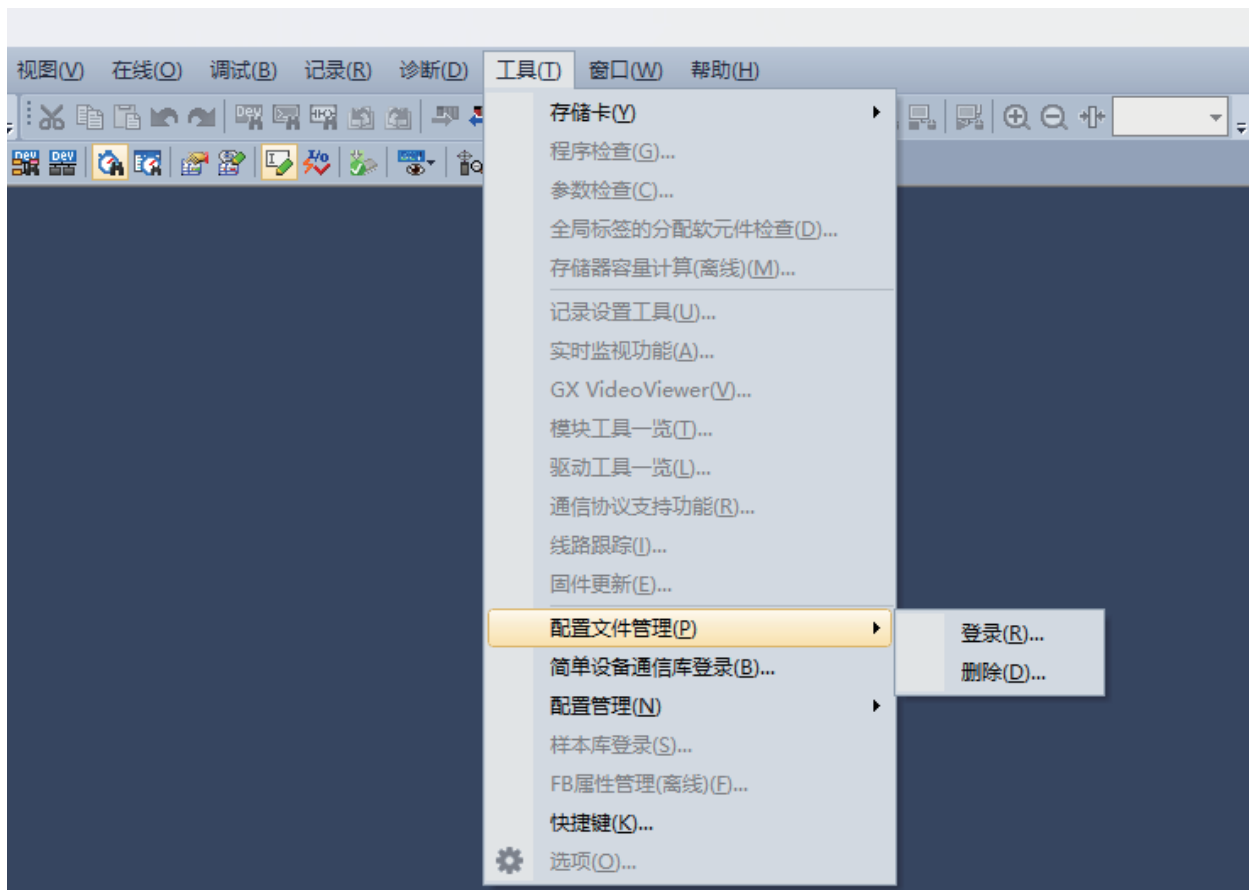 视图(V) 在线(O) 调试(B) 记录(R) 诊断(D) 工具(T) 窗口(W) 帮助(H)
存储卡(Y)
程序检查(G)...
参数检查(C)...
全局标签的分配软元件检查(D)...
存储器容量计算(离线)(M)...
记录设置工具(U)...
实时监视功能(A)...
GX VideoViewer(V)...
模块工具一览(T)...
驱动工具一览(L)...
通信协议支持功能(R)...
线路跟踪(I)...
固件更新(E)...
配置文件管理(P)
登录(R)...
删除(D)...
简单设备通信库登录(B)...
配置管理(N)
样本库登录(S)...
FB属性管理(离线)(F)...
快捷键(K)...
选项(O)...